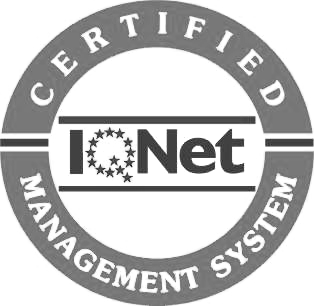 CERTIFIED
IQNet
MANAGEMENT SYSTEM